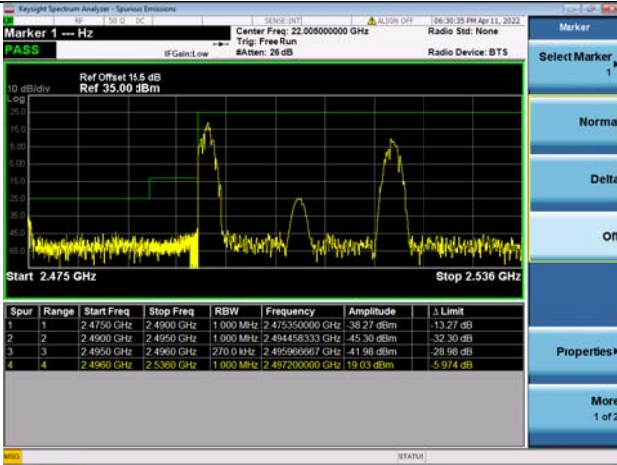 Keysight Spectrum Analyzer - Spurious Emissions
RF 50 Ω DC SENSE:INT ALIGN OFF 06:30:35 PM Apr 11, 2022
Marker 1 --- Hz
Center Freq: 22.005000000 GHz
Radio Std: None
Trig: Free Run
PASS
IFGain:Low
#Atten: 26 dB
Radio Device: BTS
Ref Offset 15.5 dB
10 dB/div Ref 35.00 dBm
Log
25.0
15.0
5.00
-5.00
-15.0
-25.0
-35.0
-45.0
-55.0
Start 2.475 GHz
Stop 2.536 GHz
Spur Range Start Freq Stop Freq RBW Frequency Amplitude Δ Limit
1 1 2.4750 GHz 2.4900 GHz 1.000 MHz 2.475350000 GHz -38.27 dBm -13.27 dB
2 2 2.4900 GHz 2.4950 GHz 1.000 MHz 2.494458333 GHz -45.30 dBm -32.30 dB
3 3 2.4950 GHz 2.4960 GHz 270.0 kHz 2.495966667 GHz -41.98 dBm -28.98 dB
4 4 2.4960 GHz 2.5360 GHz 1.000 MHz 2.497200000 GHz 19.03 dBm -5.974 dB
MSG
STATUS
Marker
Select Marker
1
Norma
Delta
Off
Properties
More
1 of 2